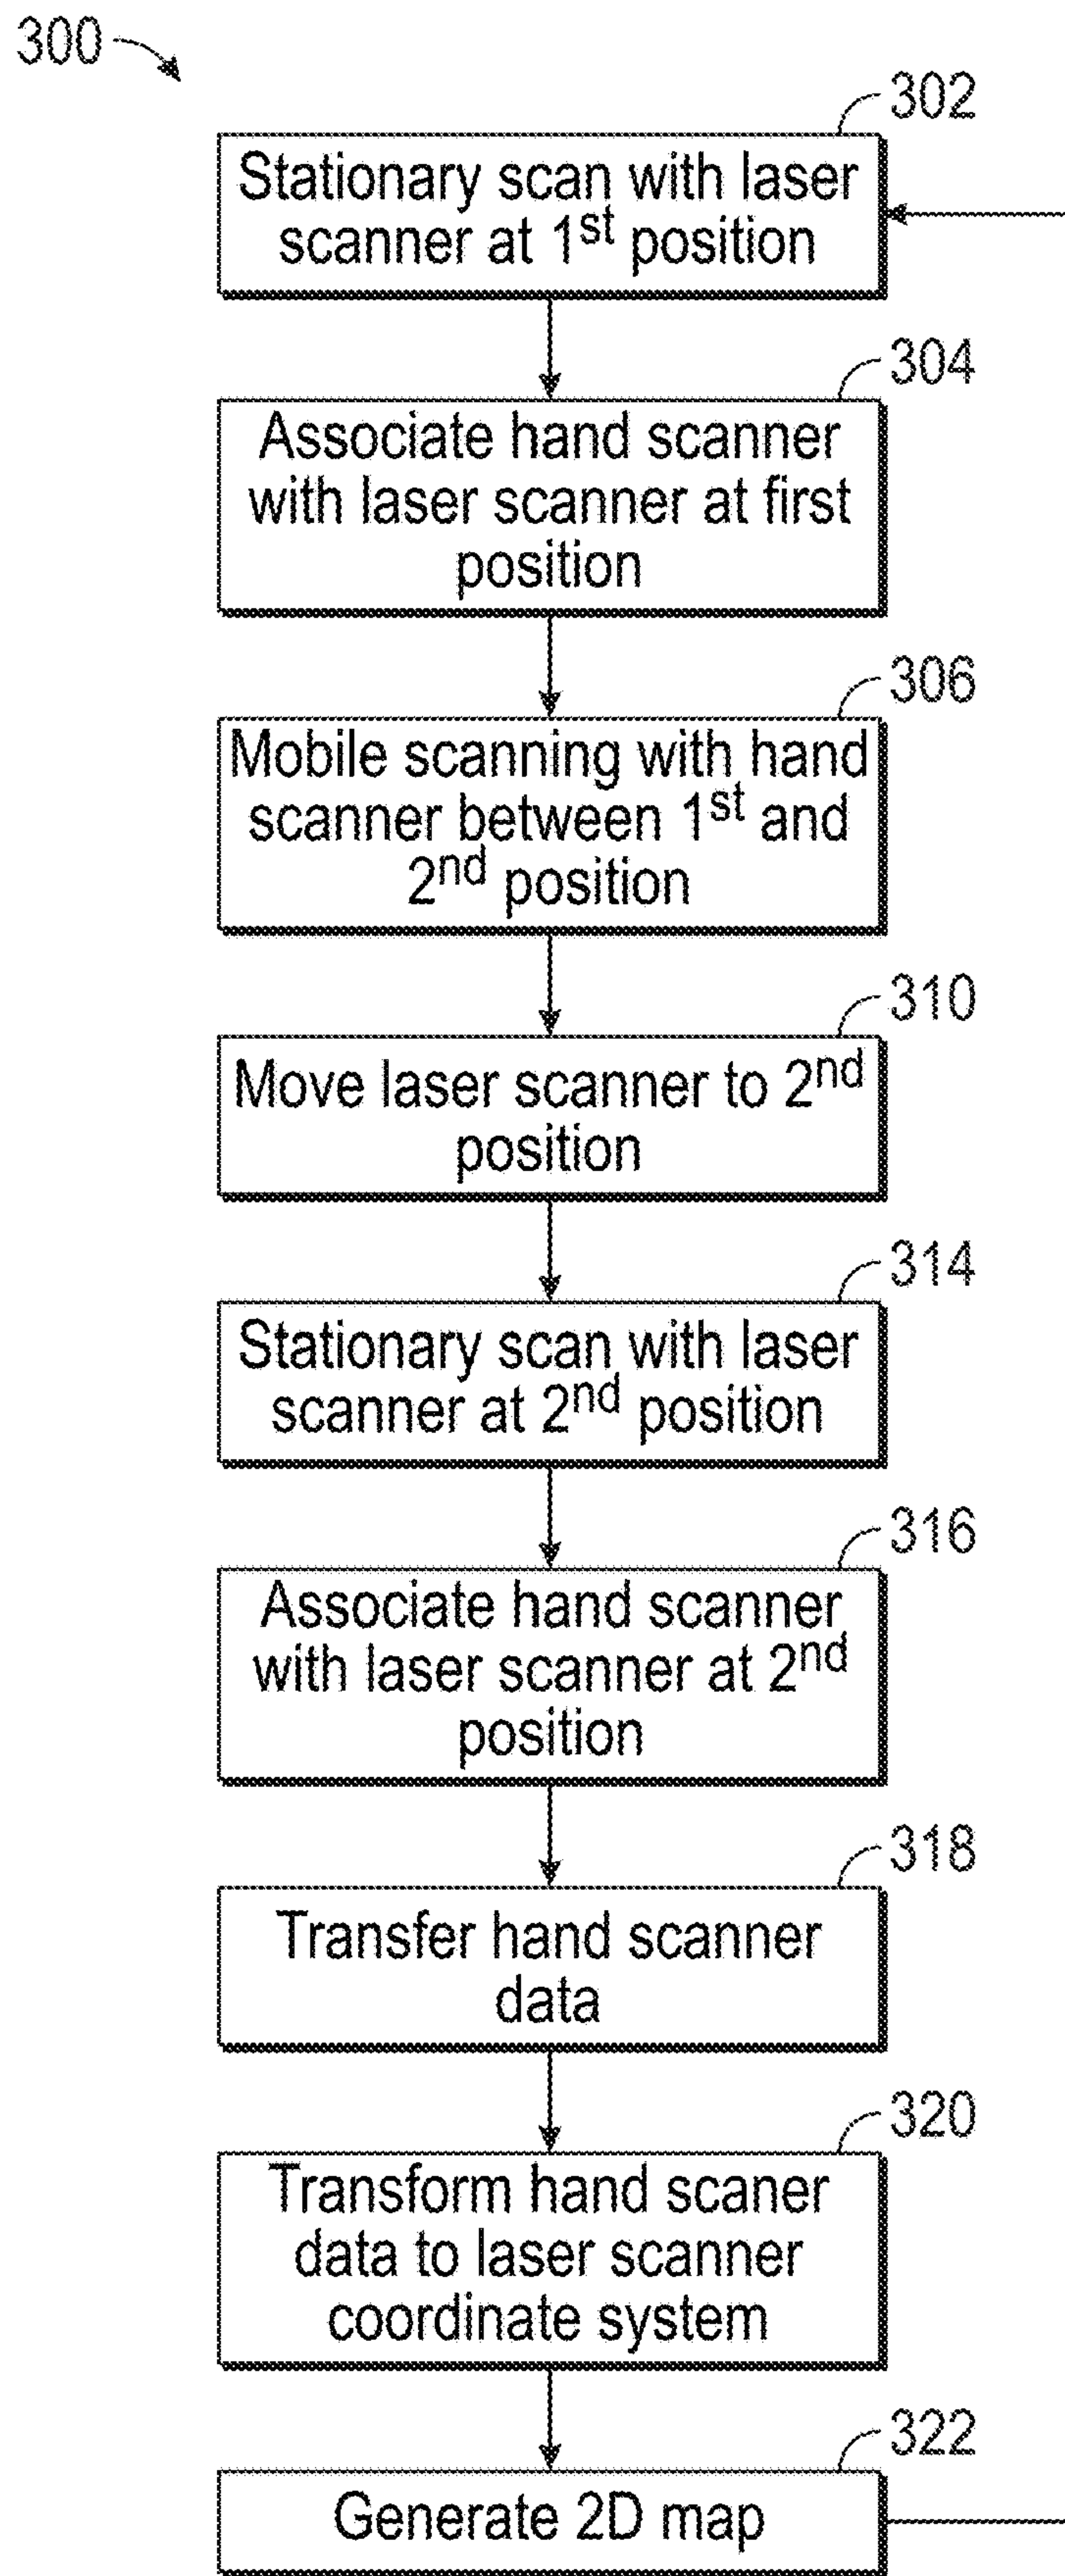 300
302
Stationary scan with laser
scanner at 1st position
304
Associate hand scanner
with laser scanner at first
position
306
Mobile scanning with hand
scanner between 1st and
2nd position
310
Move laser scanner to 2nd
position
314
Stationary scan with laser
scanner at 2nd position
316
Associate hand scanner
with laser scanner at 2nd
position
318
Transfer hand scanner
data
320
Transform hand scaner
data to laser scanner
coordinate system
322
Generate 2D map